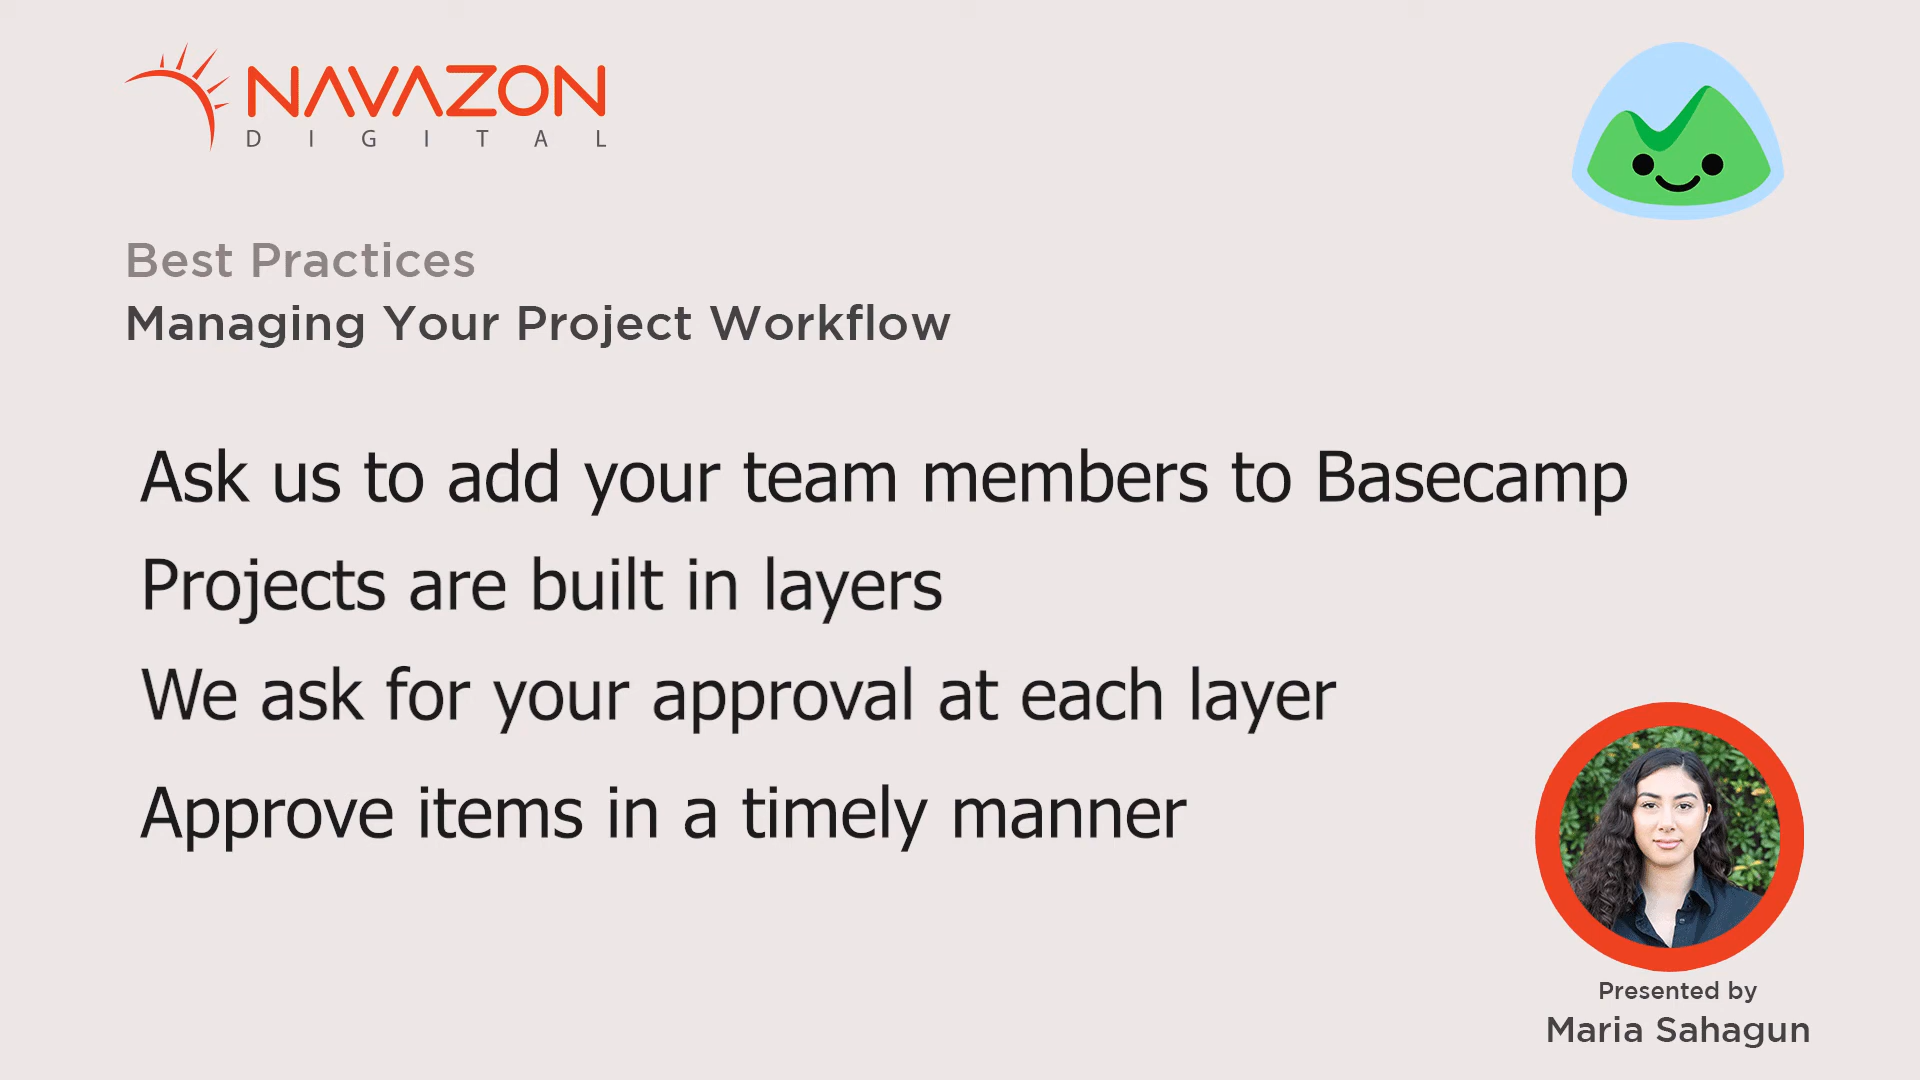 NAVAZON
DIGITAL
Best Practices
Managing Your Project Workflow
Ask us to add your team members to Basecamp
Projects are built in layers
We ask for your approval at each layer
Approve items in a timely manner
Presented by
Maria Sahagun